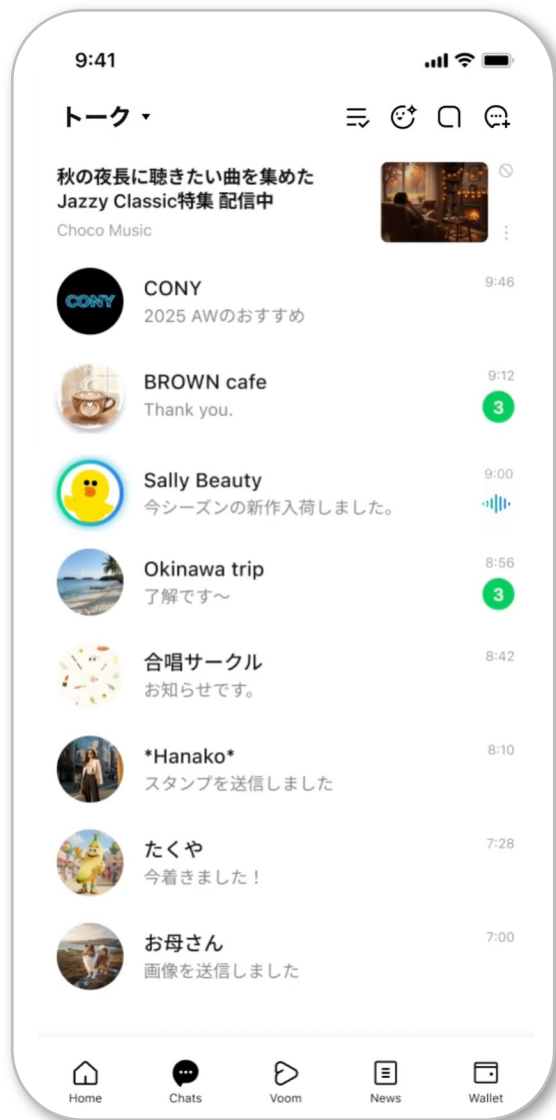 9:41
トーク
秋の夜長に聴きたい曲を集めた
Jazzy Classic特集 配信中
Choco Music
CONY
CONY
9:46
2025 AWのおすすめ
BROWN cafe
9:12
Thank you.
3
Sally Beauty
9:00
今シーズンの新作入荷しました。
Okinawa trip
8:56
了解です〜
3
合唱サークル
8:42
お知らせです。
*Hanako*
8:10
スタンプを送信しました
たくや
7:28
今着きました！
お母さん
7:00
画像を送信しました
Home
Chats
Voom
News
Wallet